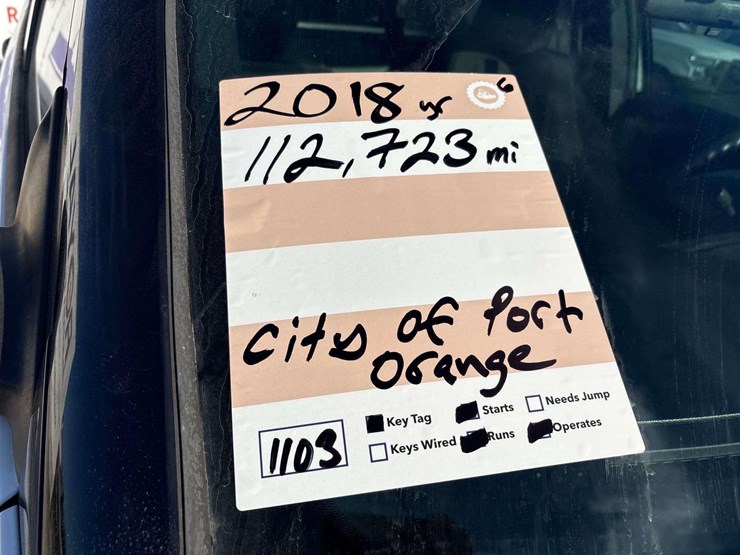 R
2018 yr
112,723 mi
City of Port
Orange
1103
Key Tag
Starts
Needs Jump
Keys Wired
Runs
Operates